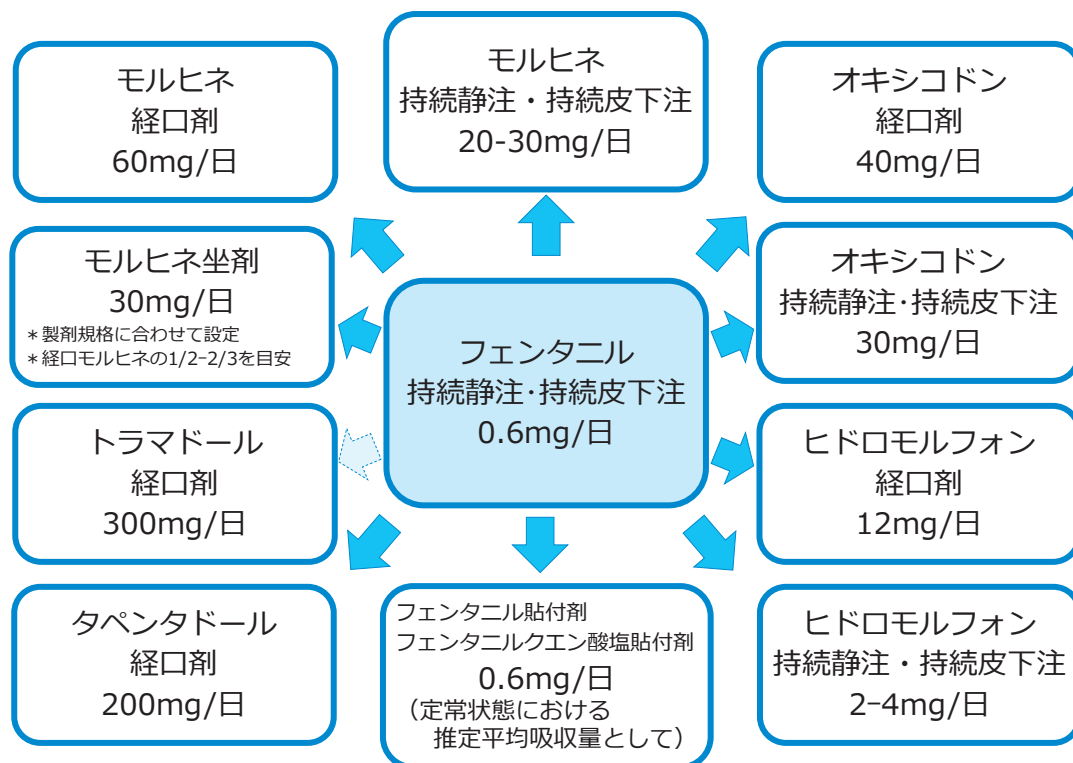 モルヒネ
経口剤
60mg/日
モルヒネ
持続静注・持続皮下注
20-30mg/日
オキシコドン
経口剤
40mg/日
モルヒネ坐剤
30mg/日
＊製剤規格に合わせて設定
＊経口モルヒネの1/2−2/3を目安
フェンタニル
持続静注･持続皮下注
0.6mg/日
オキシコドン
持続静注･持続皮下注
30mg/日
トラマドール
経口剤
300mg/日
ヒドロモルフォン
経口剤
12mg/日
タペンタドール
経口剤
200mg/日
フェンタニル貼付剤
フェンタニルクエン酸塩貼付剤
0.6mg/日
（定常状態における
推定平均吸収量として）
ヒドロモルフォン
持続静注・持続皮下注
2−4mg/日